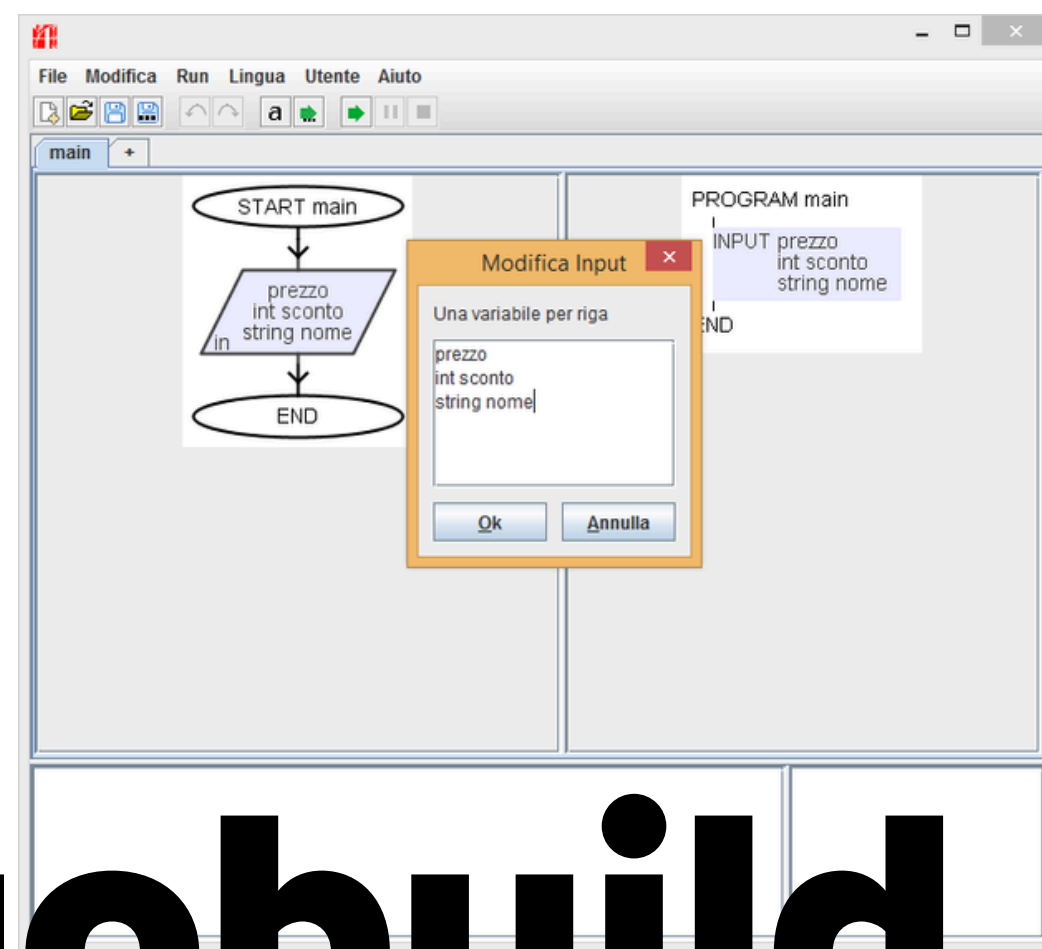 File Modifica Run Lingua Utente Aiuto
a
main +
START main
prezzo
int sconto
string nome
in
END
Modifica Input
Una variabile per riga
prezzo
int sconto
string nome
Ok Annulla
PROGRAM main
INPUT prezzo
int sconto
string nome
END